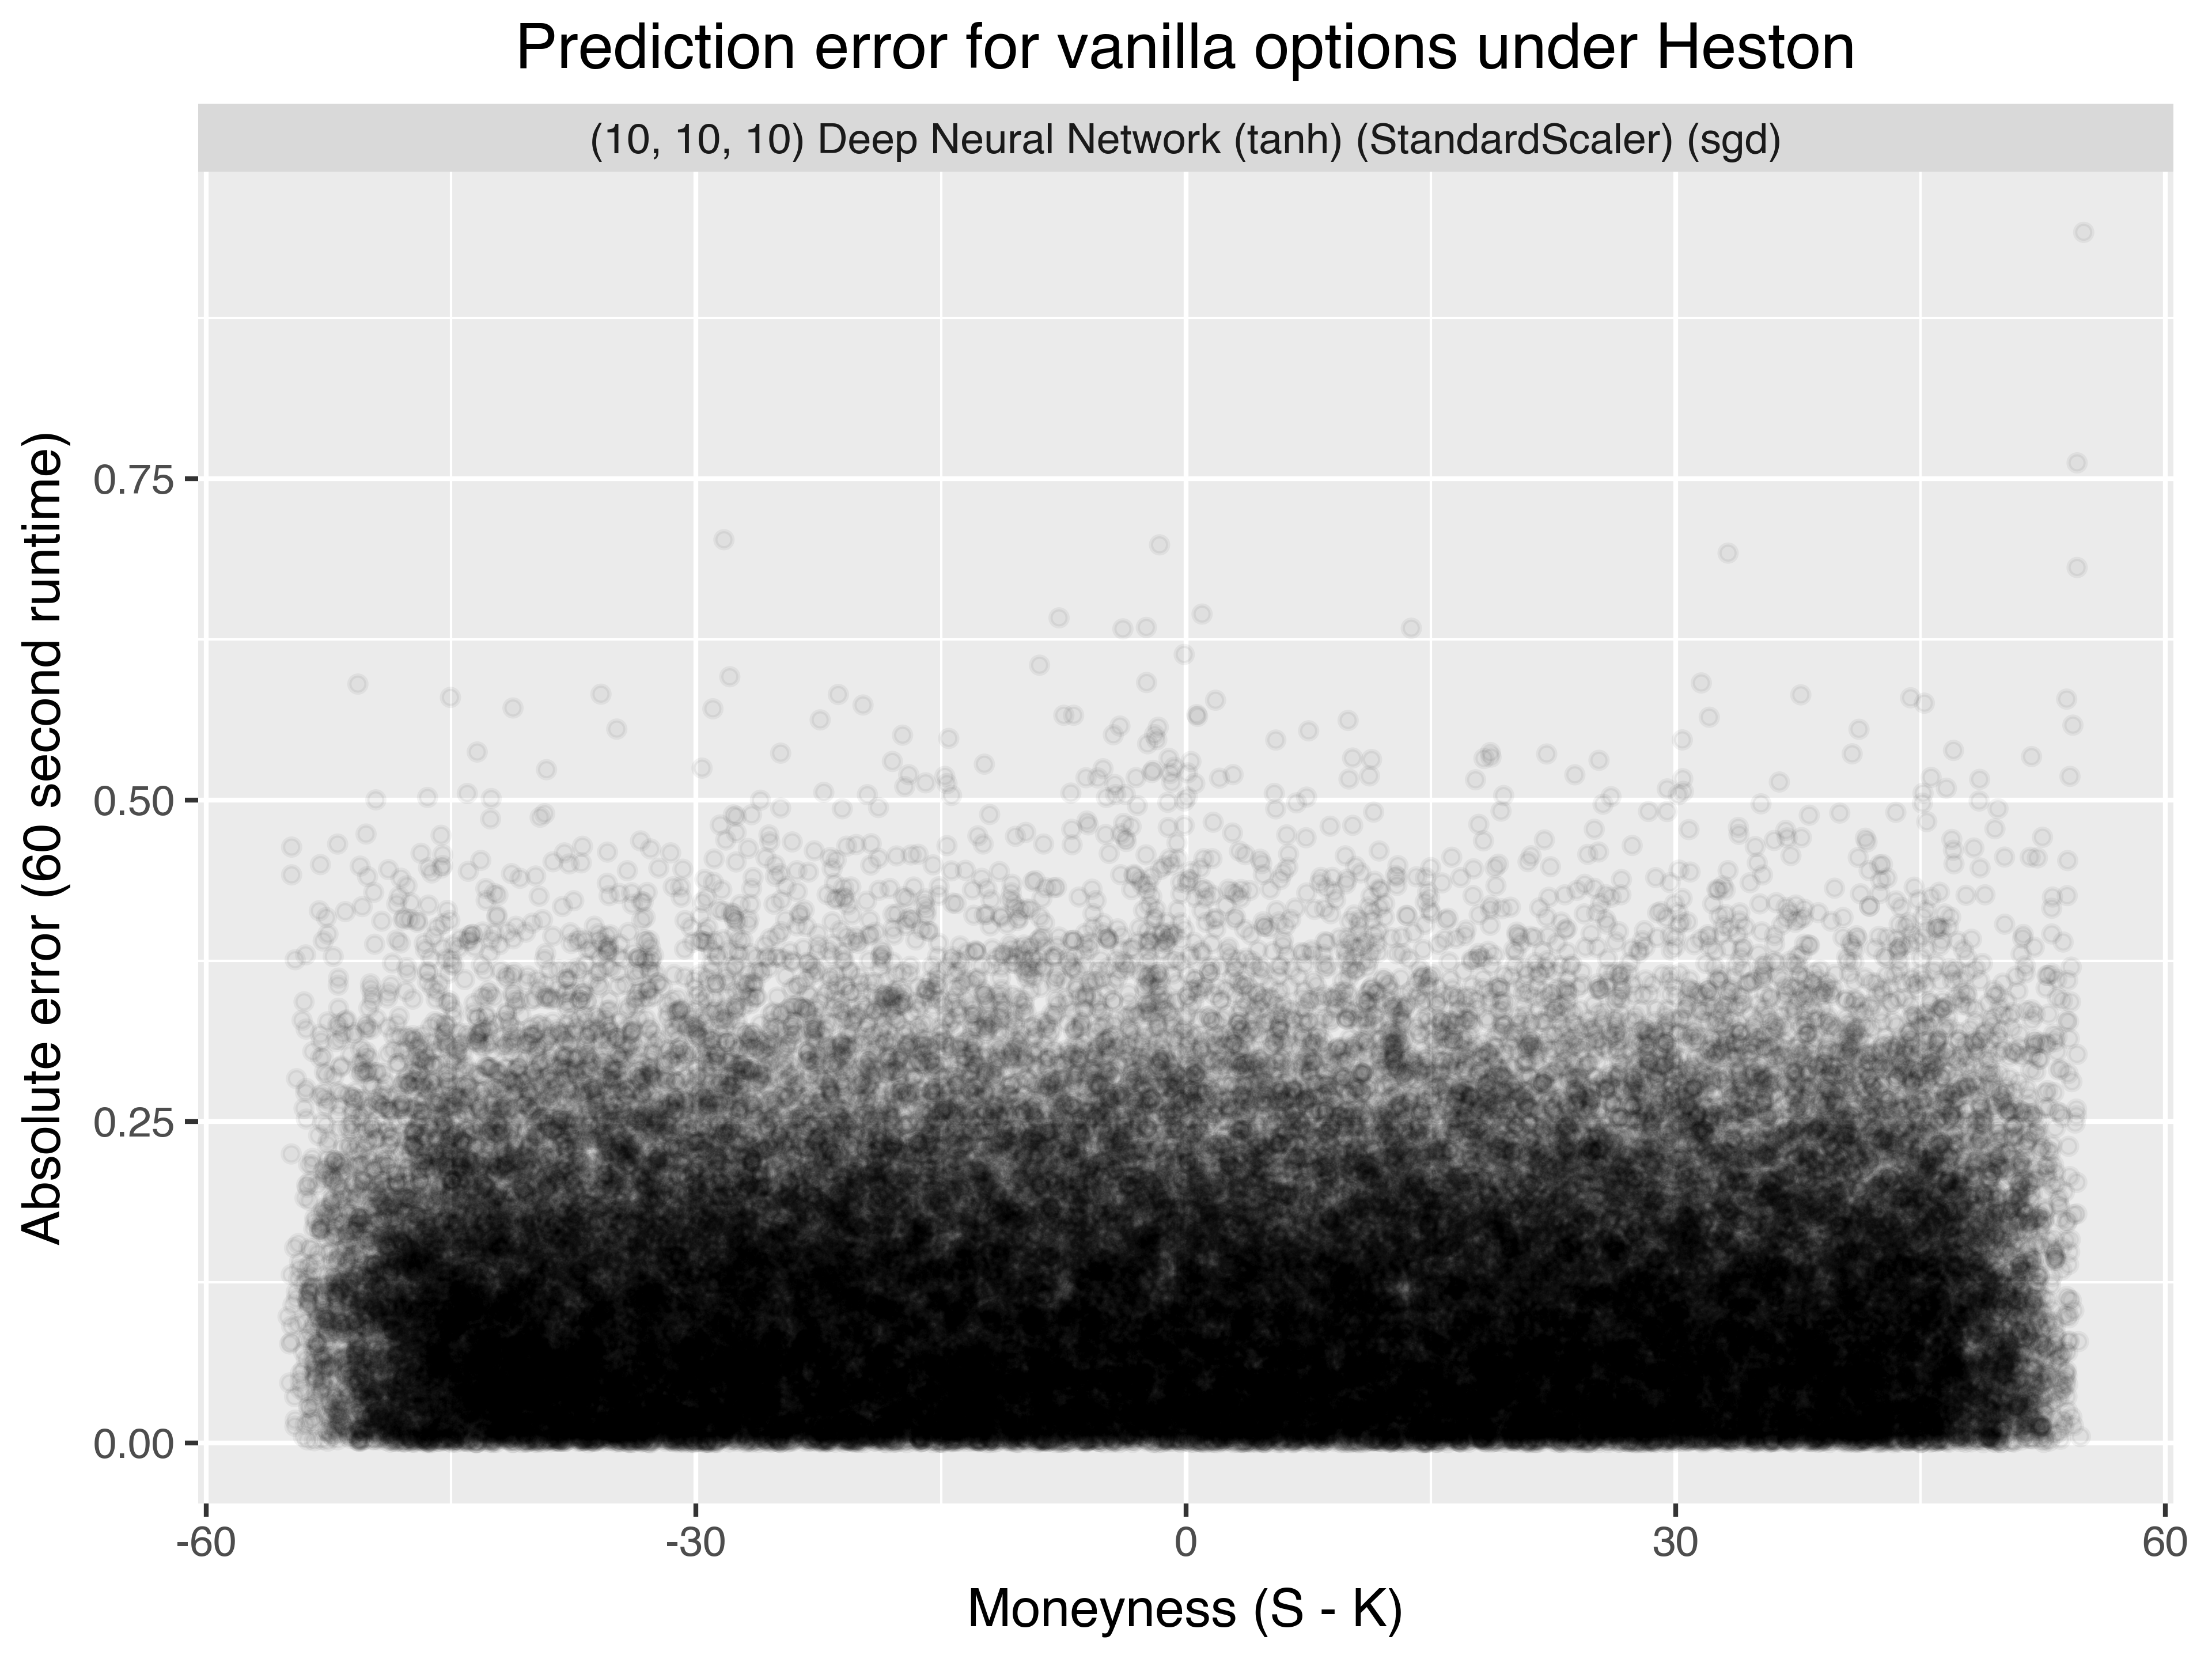 Prediction error for vanilla options under Heston
(10, 10, 10) Deep Neural Network (tanh) (StandardScaler) (sgd)
Absolute error (60 second runtime)
0.75
0.50
0.25
0.00
-60
-30
0
30
60
Moneyness (S - K)